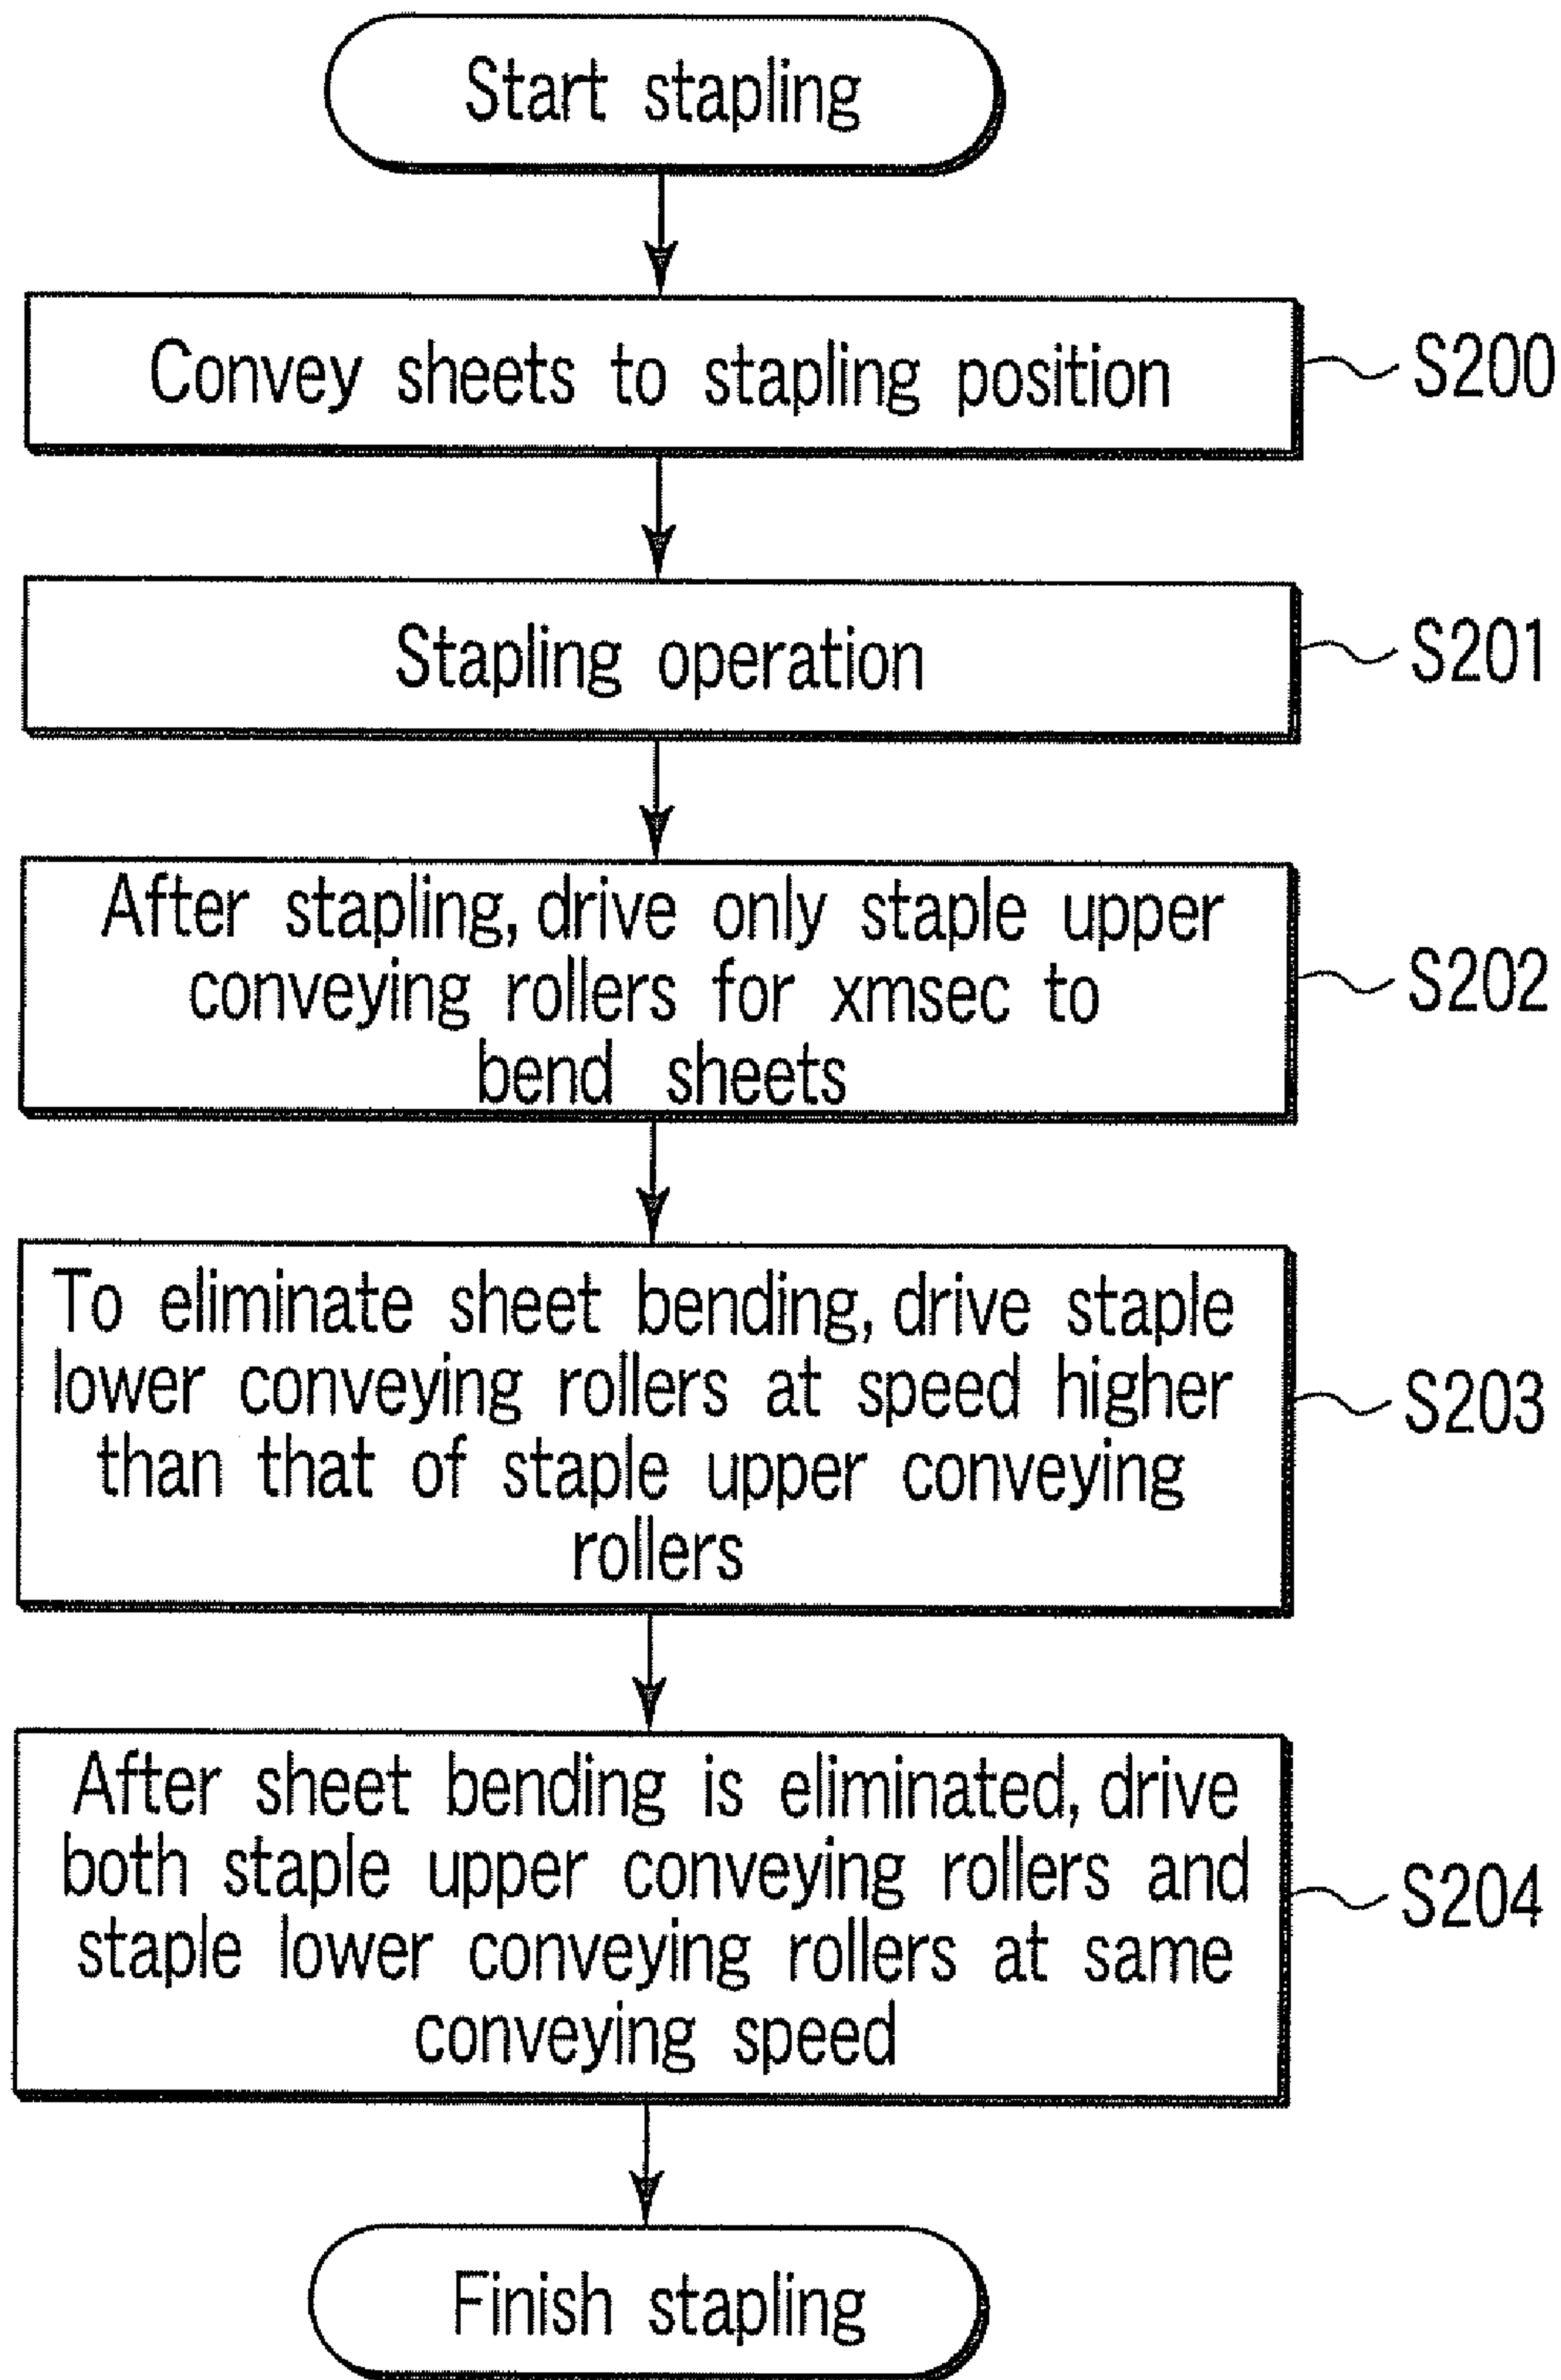 Start stapling
Convey sheets to stapling position
S200
Stapling operation
S201
After stapling, drive only staple upper
conveying rollers for xmsec to
bend sheets
S202
To eliminate sheet bending, drive staple
lower conveying rollers at speed higher
than that of staple upper conveying
rollers
S203
After sheet bending is eliminated, drive
both staple upper conveying rollers and
staple lower conveying rollers at same
conveying speed
S204
Finish stapling